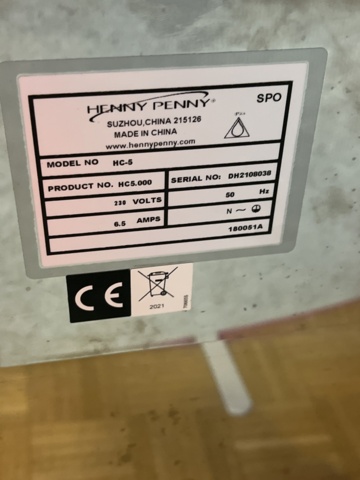 HENNY PENNY®
SPO
SUZHOU,CHINA 215126
MADE IN CHINA
www.hennypenny.com
MODEL NO HC-5
PRODUCT NO. HC5.000
SERIAL NO: DH2108038
230 VOLTS
50 Hz
6.5 AMPS
N ~
180051A
CE
2021